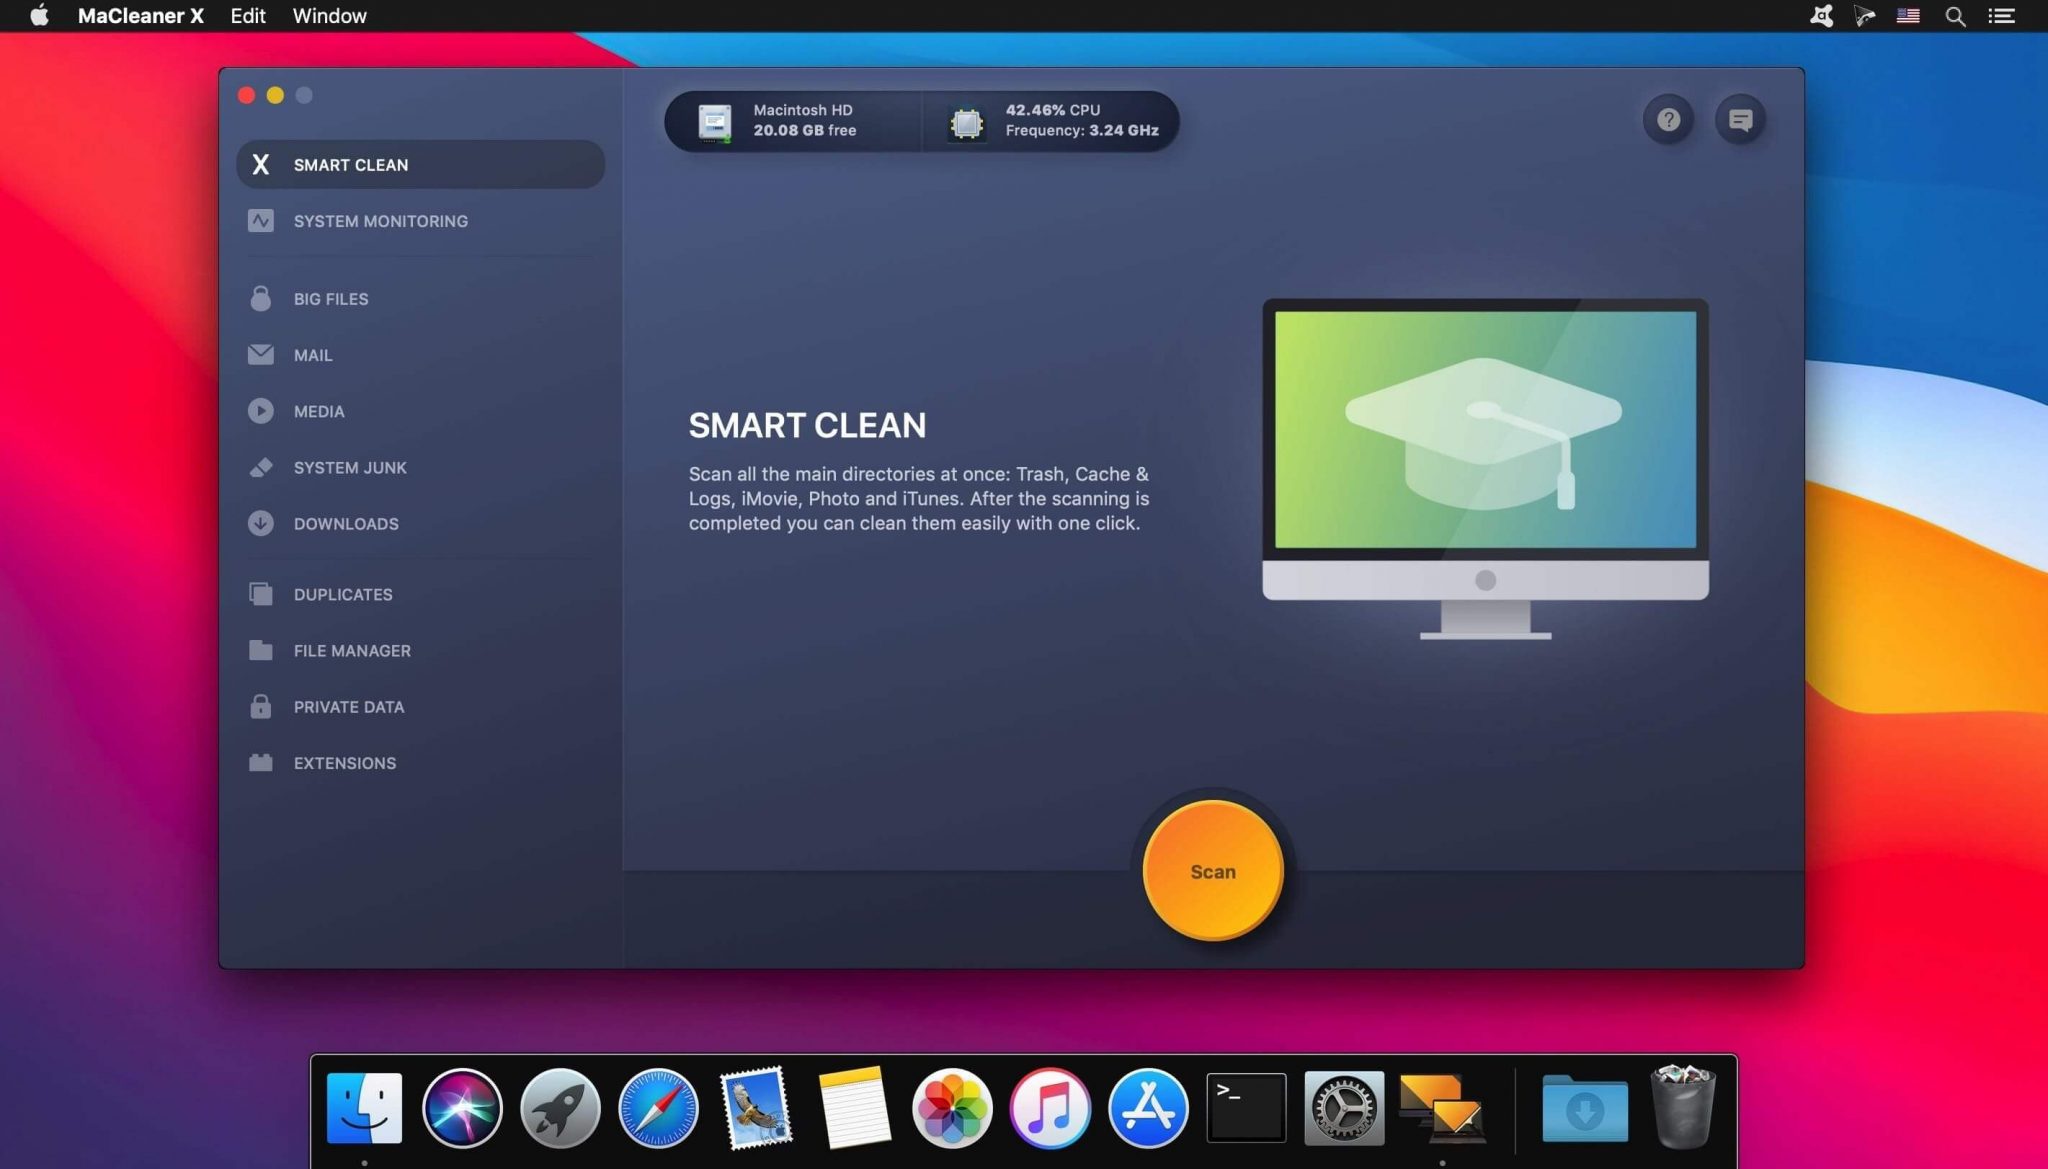 MaCleaner X Edit Window
Macintosh HD
20.08 GB free
42.46% CPU
Frequency: 3.24 GHz
?
X SMART CLEAN
SYSTEM MONITORING
BIG FILES
MAIL
MEDIA
SYSTEM JUNK
DOWNLOADS
DUPLICATES
FILE MANAGER
PRIVATE DATA
EXTENSIONS
SMART CLEAN
Scan all the main directories at once: Trash, Cache &
Logs, iMovie, Photo and iTunes. After the scanning is
completed you can clean them easily with one click.
Scan
>_